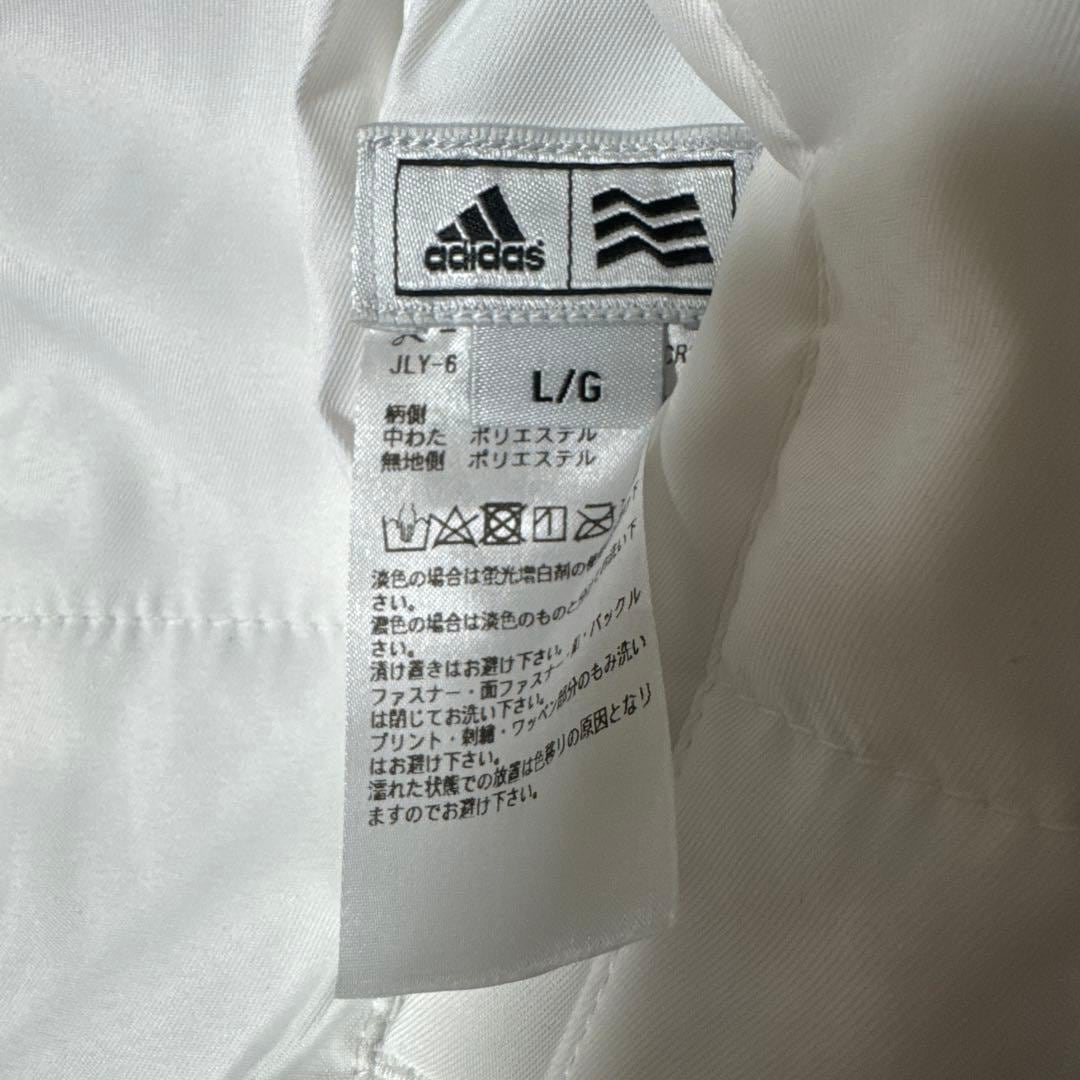 adidas
L/G
JLY-6
柄側
中わた ポリエステル
無地側 ポリエステル
淡色の場合は蛍光増白剤の
さい。
濃色の場合は淡色のものと
さい。
漬け置きはお避け下さい。
ファスナー・面ファスナー・ ・バックル
は閉じてお洗い下さい。
プリント・刺繍・ワッペン部分のもみ洗い
はお避け下さい。
濡れた状態での放置は色移りの原因となり
ますのでお避け下さい。